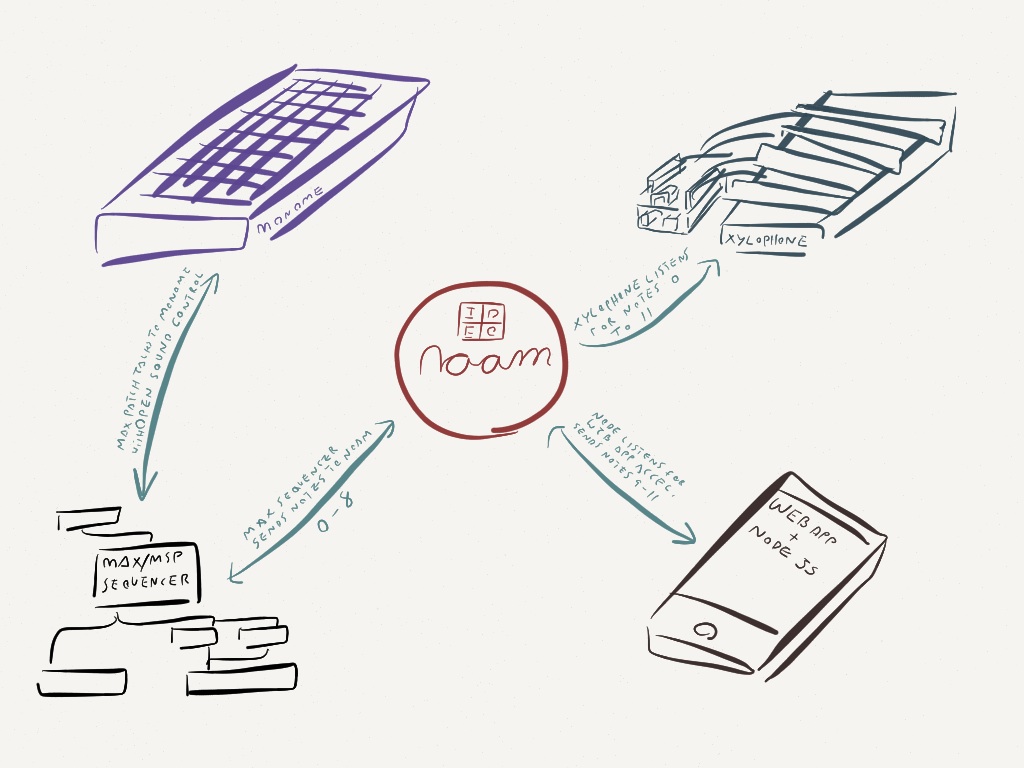 MONOME
XYLOPHONE
MAX PATCH TALKS TO MONOME
VIA OPEN SOUND CONTROL
XYLOPHONE LISTENS
FOR NOTES 0
TO 11
I D
E O
noam
MAX SEQUENCER
SENDS NOTES TO NOAM
0-8
NODE LISTENS FOR
WEB APP ACCEL.
SENDS NOTES 9-11
WEB APP
+
NODE JS
MAX/MSP
SEQUENCER